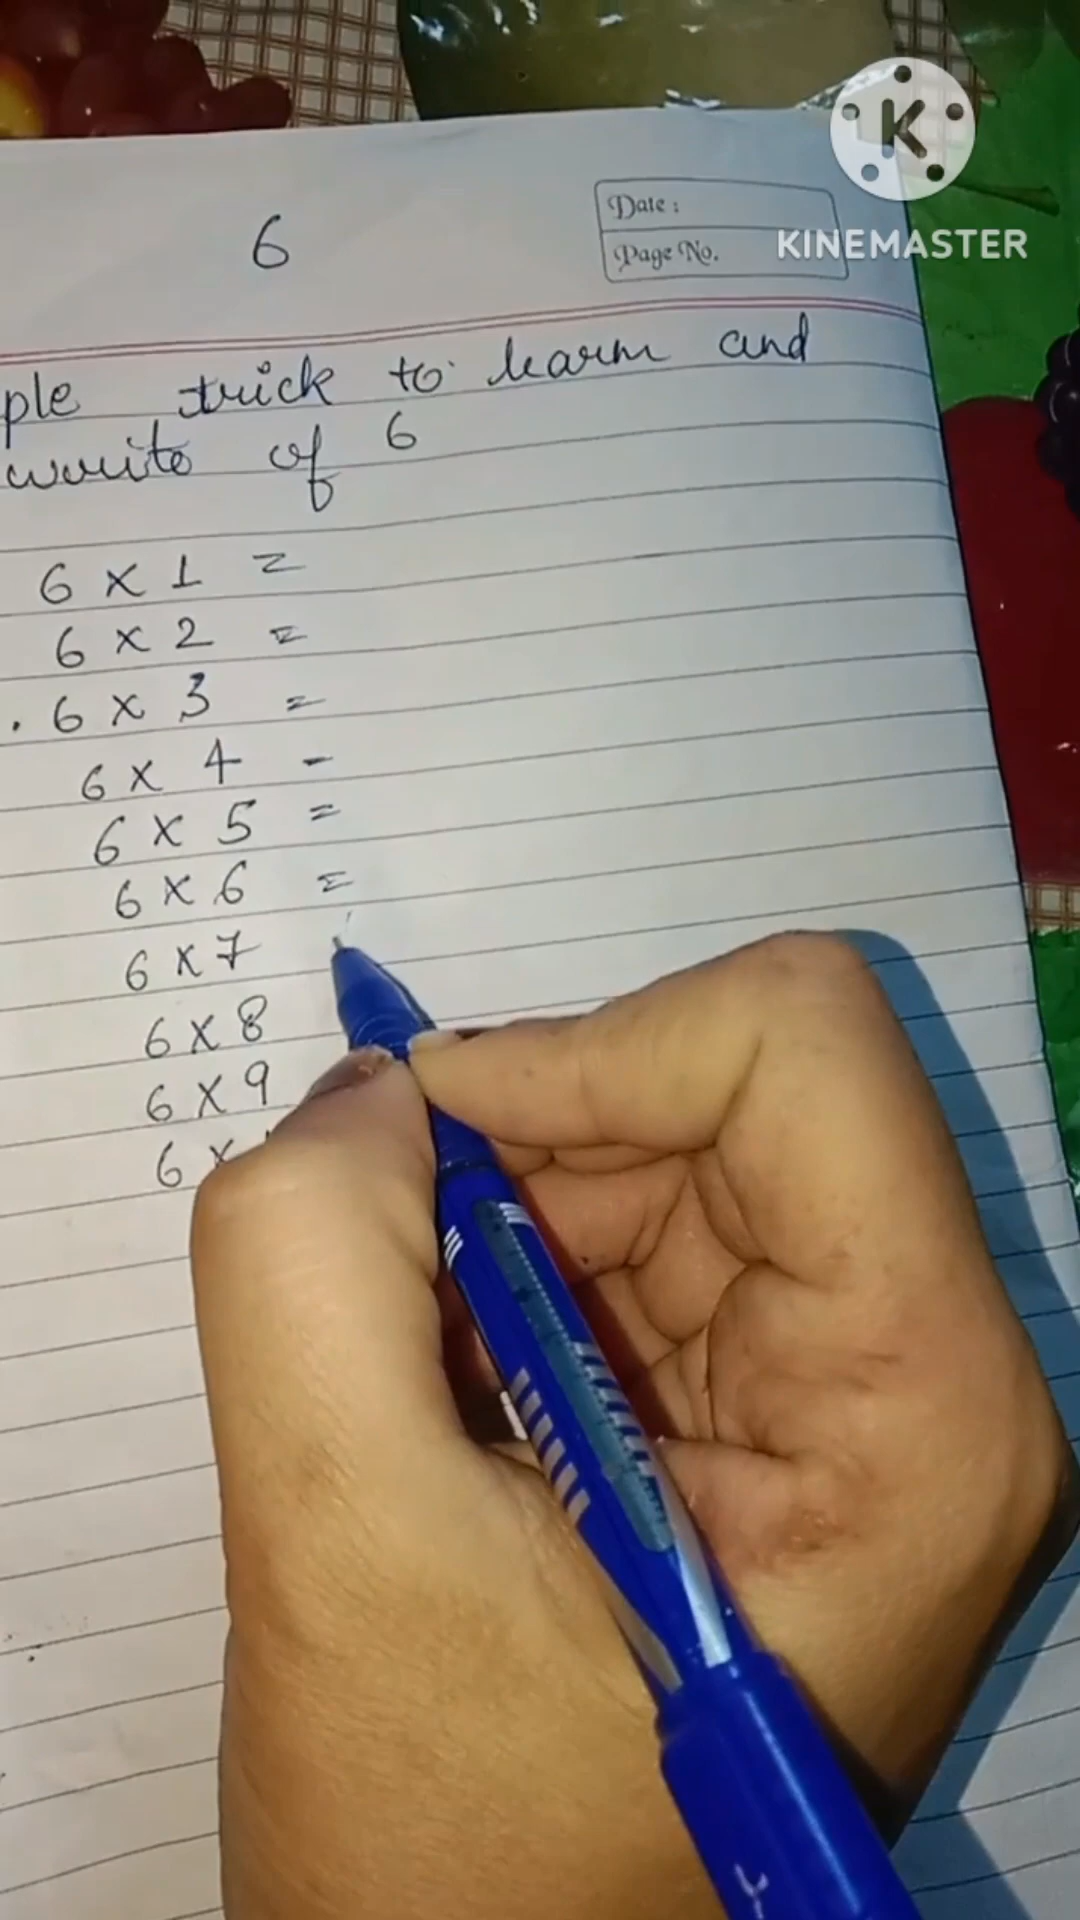 6
Date :
Page No.
KINEMASTER
ple trick to learn and
write of 6
6 x 1 =
6 x 2 =
. 6 x 3 =
6 x 4 -
6 x 5 =
6 x 6 =
6 x 7
6 x 8
6 x 9
6 x